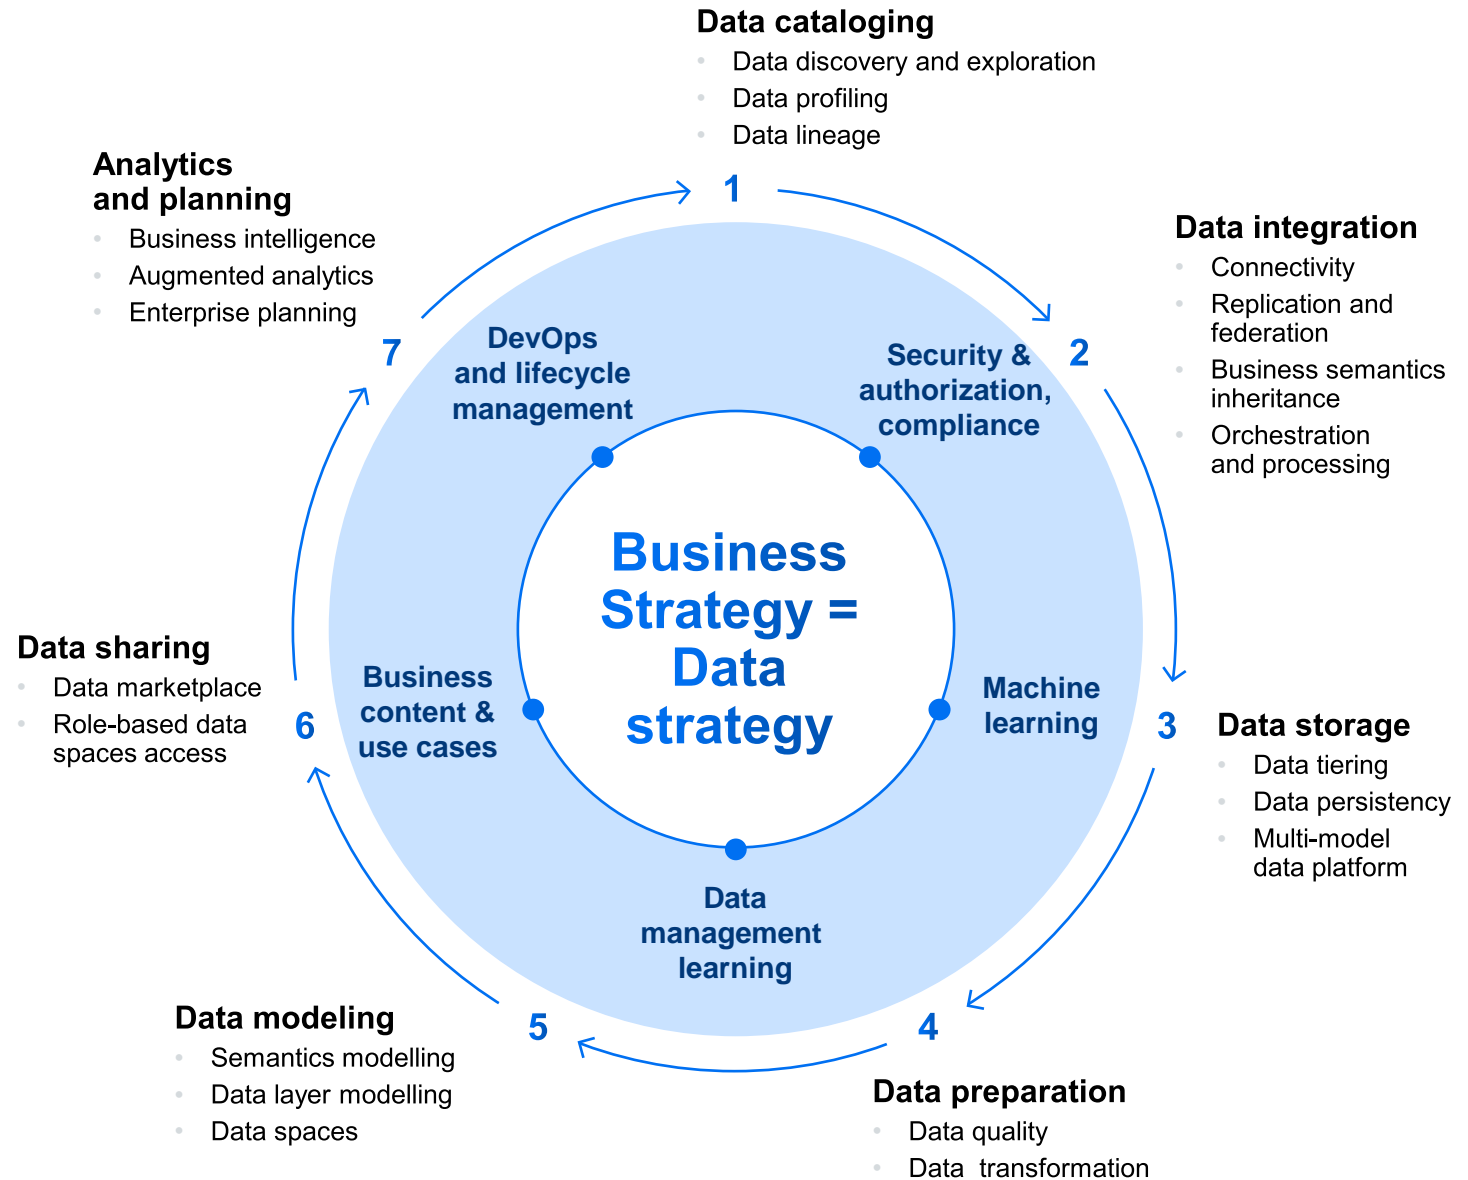 Data cataloging
• Data discovery and exploration
• Data profiling
• Data lineage
1
Data integration
• Connectivity
• Replication and
federation
• Business semantics
inheritance
• Orchestration
and processing
2
Data storage
• Data tiering
• Data persistency
• Multi-model
data platform
3
Data preparation
• Data quality
• Data  transformation
4
Data modeling
• Semantics modelling
• Data layer modelling
• Data spaces
5
Data sharing
• Data marketplace
• Role-based data
spaces access
6
Analytics
and planning
• Business intelligence
• Augmented analytics
• Enterprise planning
7
DevOps
and lifecycle
management
Security &
authorization,
compliance
Machine
learning
Data
management
learning
Business
content &
use cases
Business
Strategy =
Data
strategy